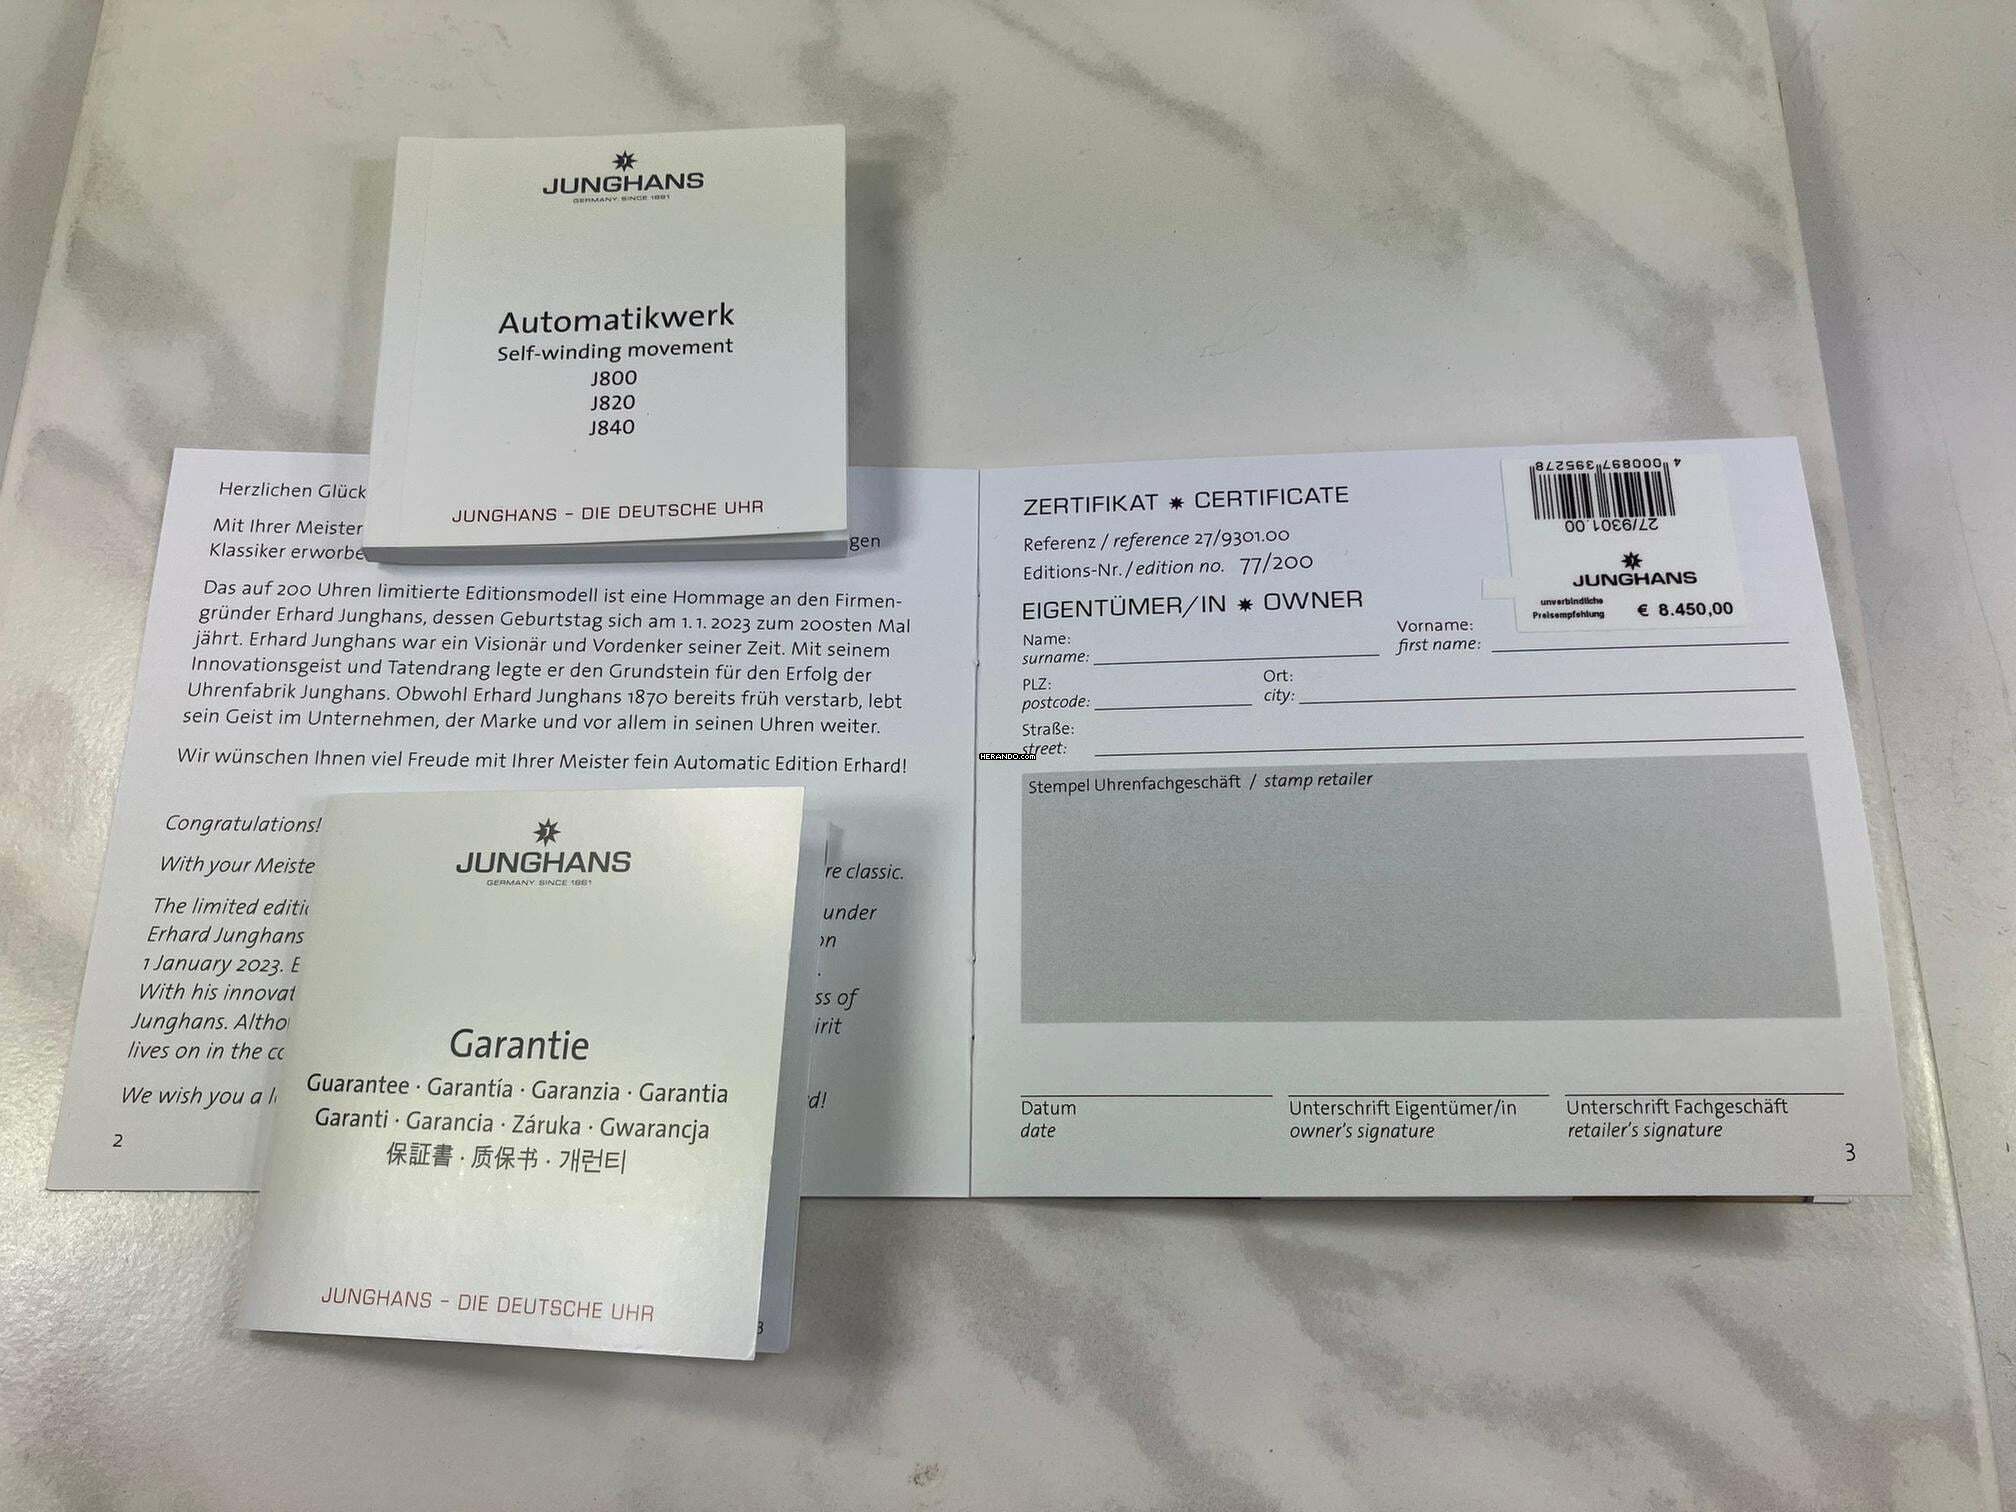 JUNGHANS
GERMANY. SINCE 1861
Automatikwerk
Self-winding movement
J800
J820
J840
JUNGHANS – DIE DEUTSCHE UHR
Herzlichen Glück
Mit Ihrer Meister
Klassiker erworbe gen
Das auf 200 Uhren limitierte Editionsmodell ist eine Hommage an den Firmen-
gründer Erhard Junghans, dessen Geburtstag sich am 1. 1. 2023 zum 200sten Mal
jährt. Erhard Junghans war ein Visionär und Vordenker seiner Zeit. Mit seinem
Innovationsgeist und Tatendrang legte er den Grundstein für den Erfolg der
Uhrenfabrik Junghans. Obwohl Erhard Junghans 1870 bereits früh verstarb, lebt
sein Geist im Unternehmen, der Marke und vor allem in seinen Uhren weiter.
Wir wünschen Ihnen viel Freude mit Ihrer Meister fein Automatic Edition Erhard!
Congratulations!
With your Meiste re classic.
The limited editi under
Erhard Junghans on
1 January 2023. E .
With his innovat ss of
Junghans. Altho irit
lives on in the co
We wish you a l d!
2
JUNGHANS
GERMANY. SINCE 1861
Garantie
Guarantee · Garantía · Garanzia · Garantia
Garanti · Garancia · Záruka · Gwarancja
保証書 · 质保书 · 개런티
JUNGHANS – DIE DEUTSCHE UHR
3
ZERTIFIKAT ✷ CERTIFICATE
Referenz / reference 27/9301.00
Editions-Nr. / edition no. 77/200
EIGENTÜMER/IN ✷ OWNER
Name:
surname:
Vorname:
first name:
PLZ:
postcode:
Ort:
city:
Straße:
street:
HERANDO.com
Stempel Uhrenfachgeschäft / stamp retailer
Datum
date
Unterschrift Eigentümer/in
owner's signature
Unterschrift Fachgeschäft
retailer's signature
3
4 000897 395278
27/9301.00
JUNGHANS
unverbindliche
Preisempfehlung € 8.450,00